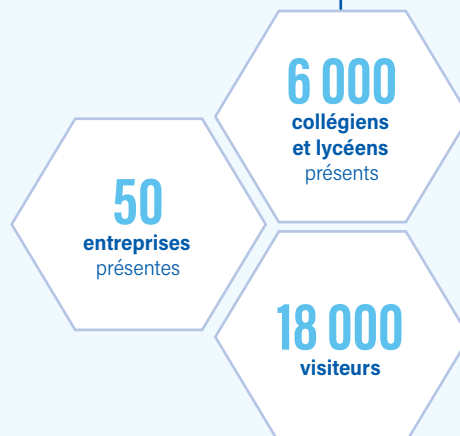 6 000
collégiens
et lycéens
présents
50
entreprises
présentes
18 000
visiteurs